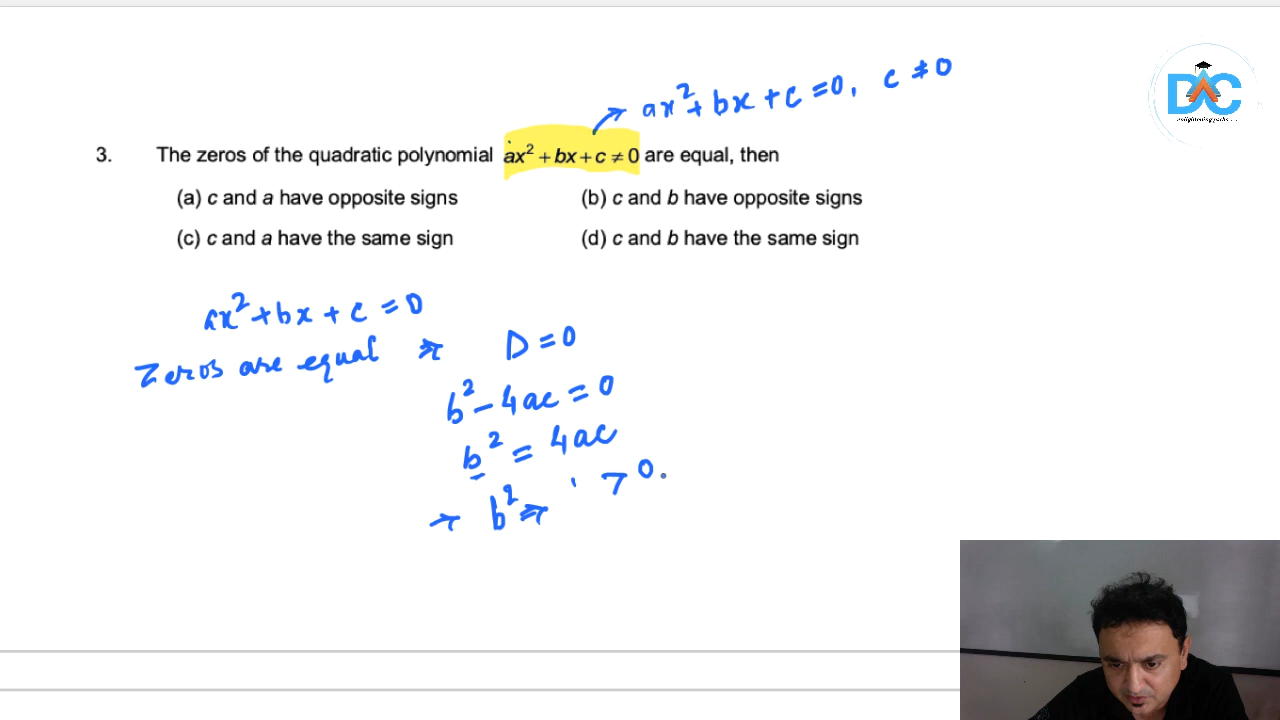 → ax² + bx + c = 0, c ≠ 0
DAC
3. The zeros of the quadratic polynomial ax² + bx + c ≠ 0 are equal, then
(a) c and a have opposite signs (b) c and b have opposite signs
(c) c and a have the same sign (d) c and b have the same sign
ax² + bx + c = 0
Zeros are equal ⇒ D = 0
b² - 4ac = 0
b² = 4ac
⇒ b² ⇒ ' > 0.